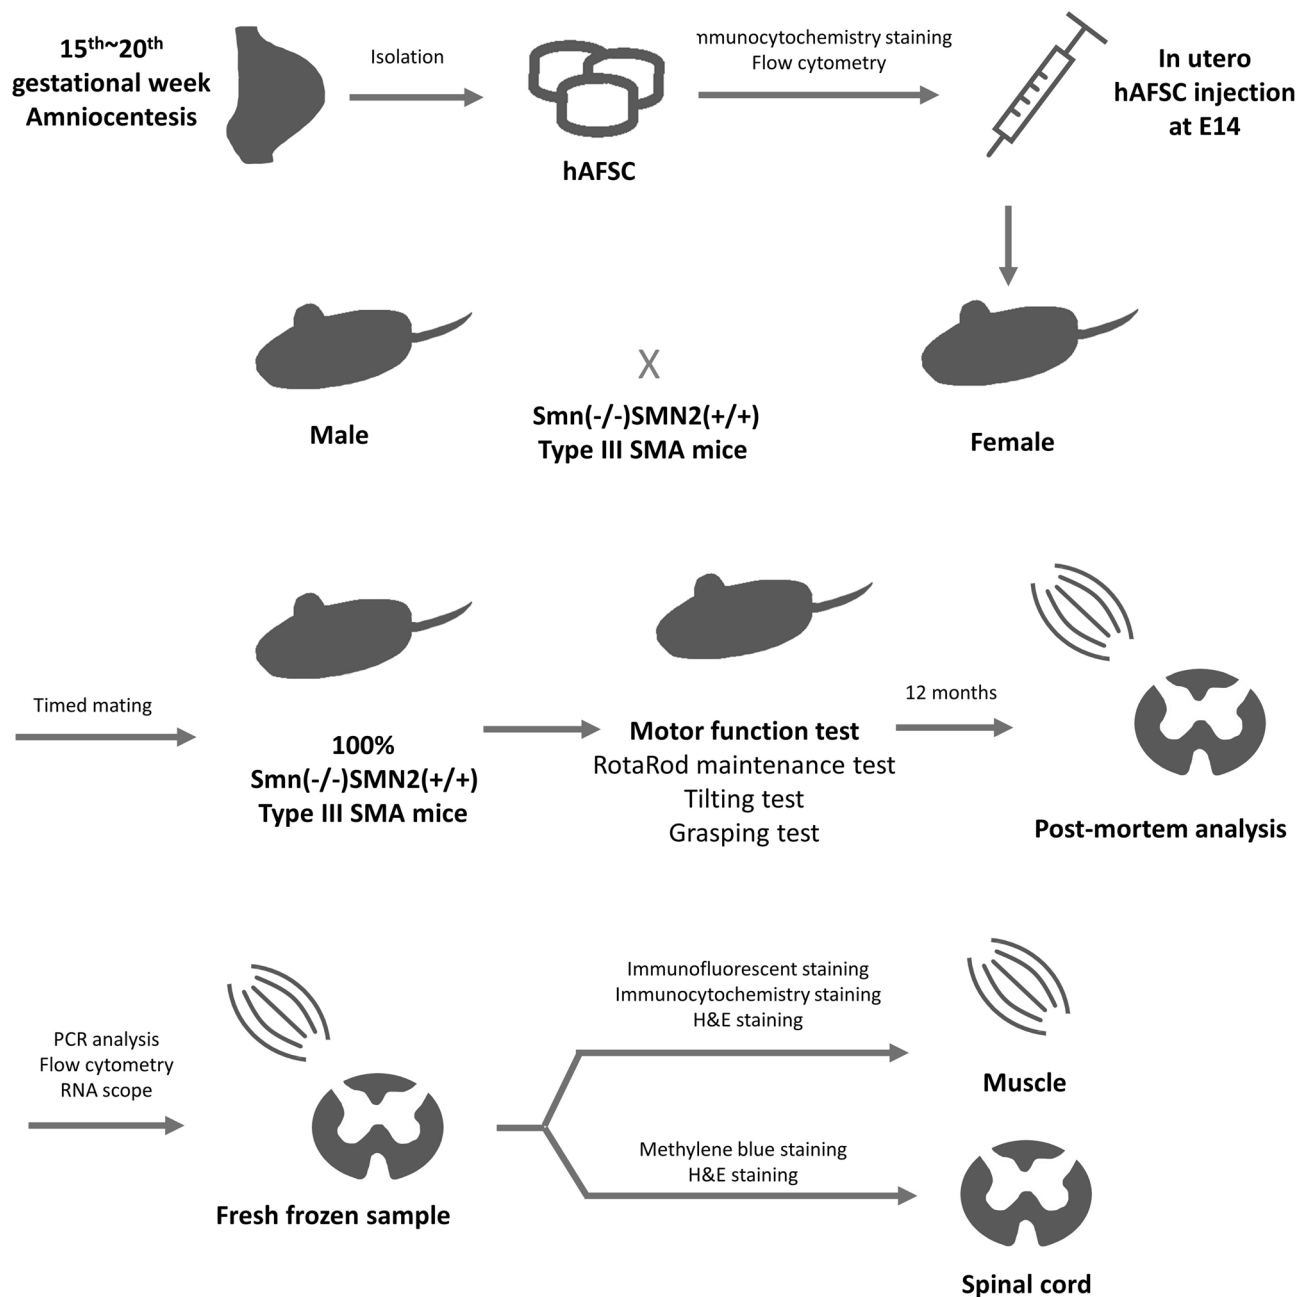 15th~20th
gestational week
Amniocentesis
Isolation
hAFSC
mmunocytochemistry staining
Flow cytometry
In utero
hAFSC injection
at E14
Male
X
Smn(-/-)SMN2(+/+)
Type III SMA mice
Female
Timed mating
100%
Smn(-/-)SMN2(+/+)
Type III SMA mice
Motor function test
RotaRod maintenance test
Tilting test
Grasping test
12 months
Post-mortem analysis
PCR analysis
Flow cytometry
RNA scope
Fresh frozen sample
Immunofluorescent staining
Immunocytochemistry staining
H&E staining
Muscle
Methylene blue staining
H&E staining
Spinal cord